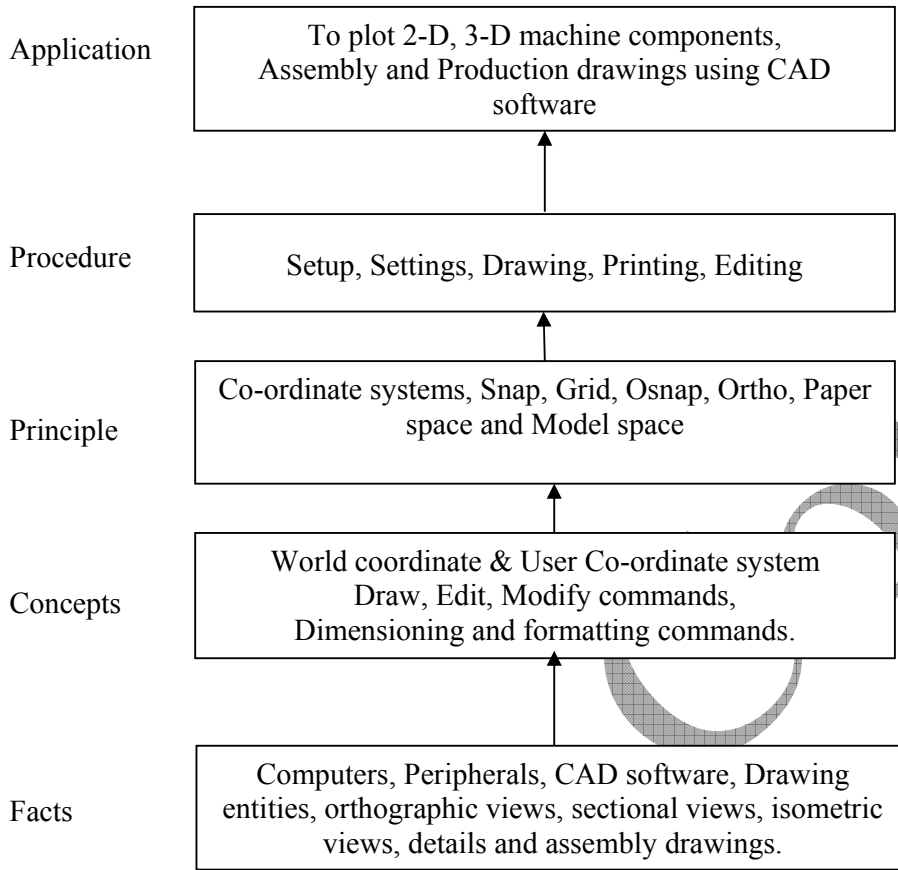 Application
To plot 2-D, 3-D machine components,
Assembly and Production drawings using CAD
software
Procedure
Setup, Settings, Drawing, Printing, Editing
Principle
Co-ordinate systems, Snap, Grid, Osnap, Ortho, Paper
space and Model space
Concepts
World coordinate & User Co-ordinate system
Draw, Edit, Modify commands,
Dimensioning and formatting commands.
Facts
Computers, Peripherals, CAD software, Drawing
entities, orthographic views, sectional views, isometric
views, details and assembly drawings.